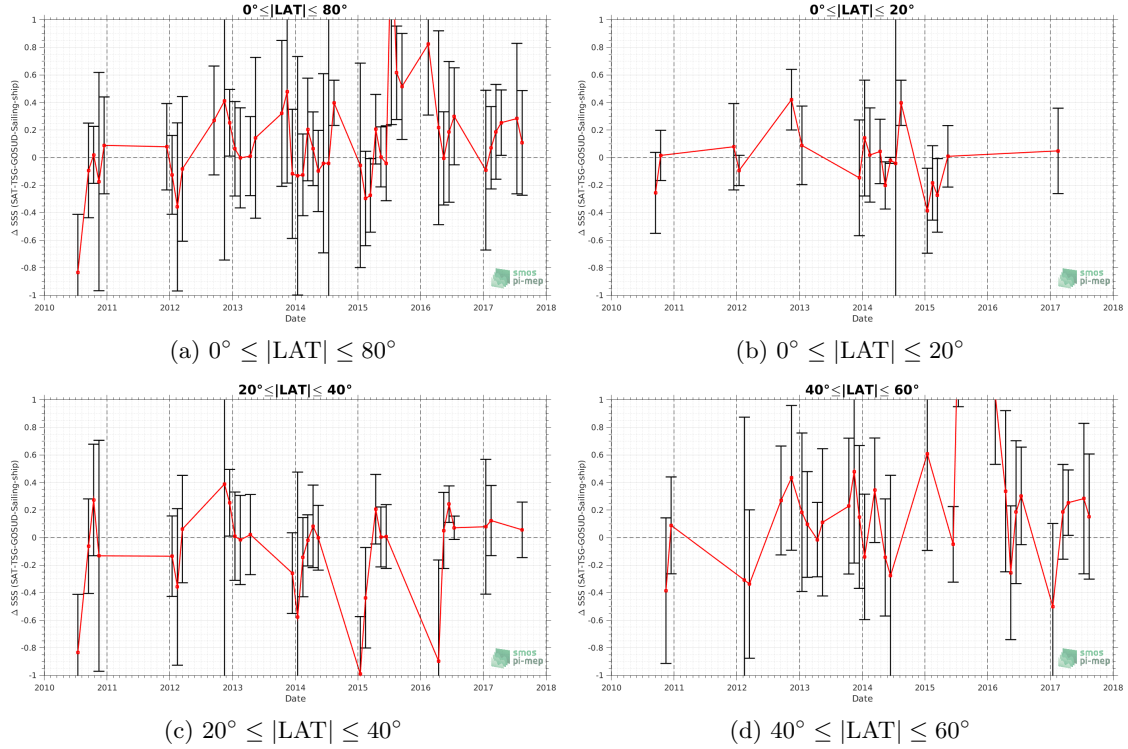 0°≤|LAT|≤ 80°
Δ SSS (SAT-TSG-GOSUD-Sailing-ship)
1
0.8
0.6
0.4
0.2
0
-0.2
-0.4
-0.6
-0.8
-1
2010 2011 2012 2013 2014 2015 2016 2017 2018
Date
smos
pi-mep
(a) 0° ≤ |LAT| ≤ 80°
0°≤|LAT|≤ 20°
Δ SSS (SAT-TSG-GOSUD-Sailing-ship)
1
0.8
0.6
0.4
0.2
0
-0.2
-0.4
-0.6
-0.8
-1
2010 2011 2012 2013 2014 2015 2016 2017 2018
Date
smos
pi-mep
(b) 0° ≤ |LAT| ≤ 20°
20°≤|LAT|≤ 40°
Δ SSS (SAT-TSG-GOSUD-Sailing-ship)
1
0.8
0.6
0.4
0.2
0
-0.2
-0.4
-0.6
-0.8
-1
2010 2011 2012 2013 2014 2015 2016 2017 2018
Date
smos
pi-mep
(c) 20° ≤ |LAT| ≤ 40°
40°≤|LAT|≤ 60°
Δ SSS (SAT-TSG-GOSUD-Sailing-ship)
1
0.8
0.6
0.4
0.2
0
-0.2
-0.4
-0.6
-0.8
-1
2010 2011 2012 2013 2014 2015 2016 2017 2018
Date
smos
pi-mep
(d) 40° ≤ |LAT| ≤ 60°